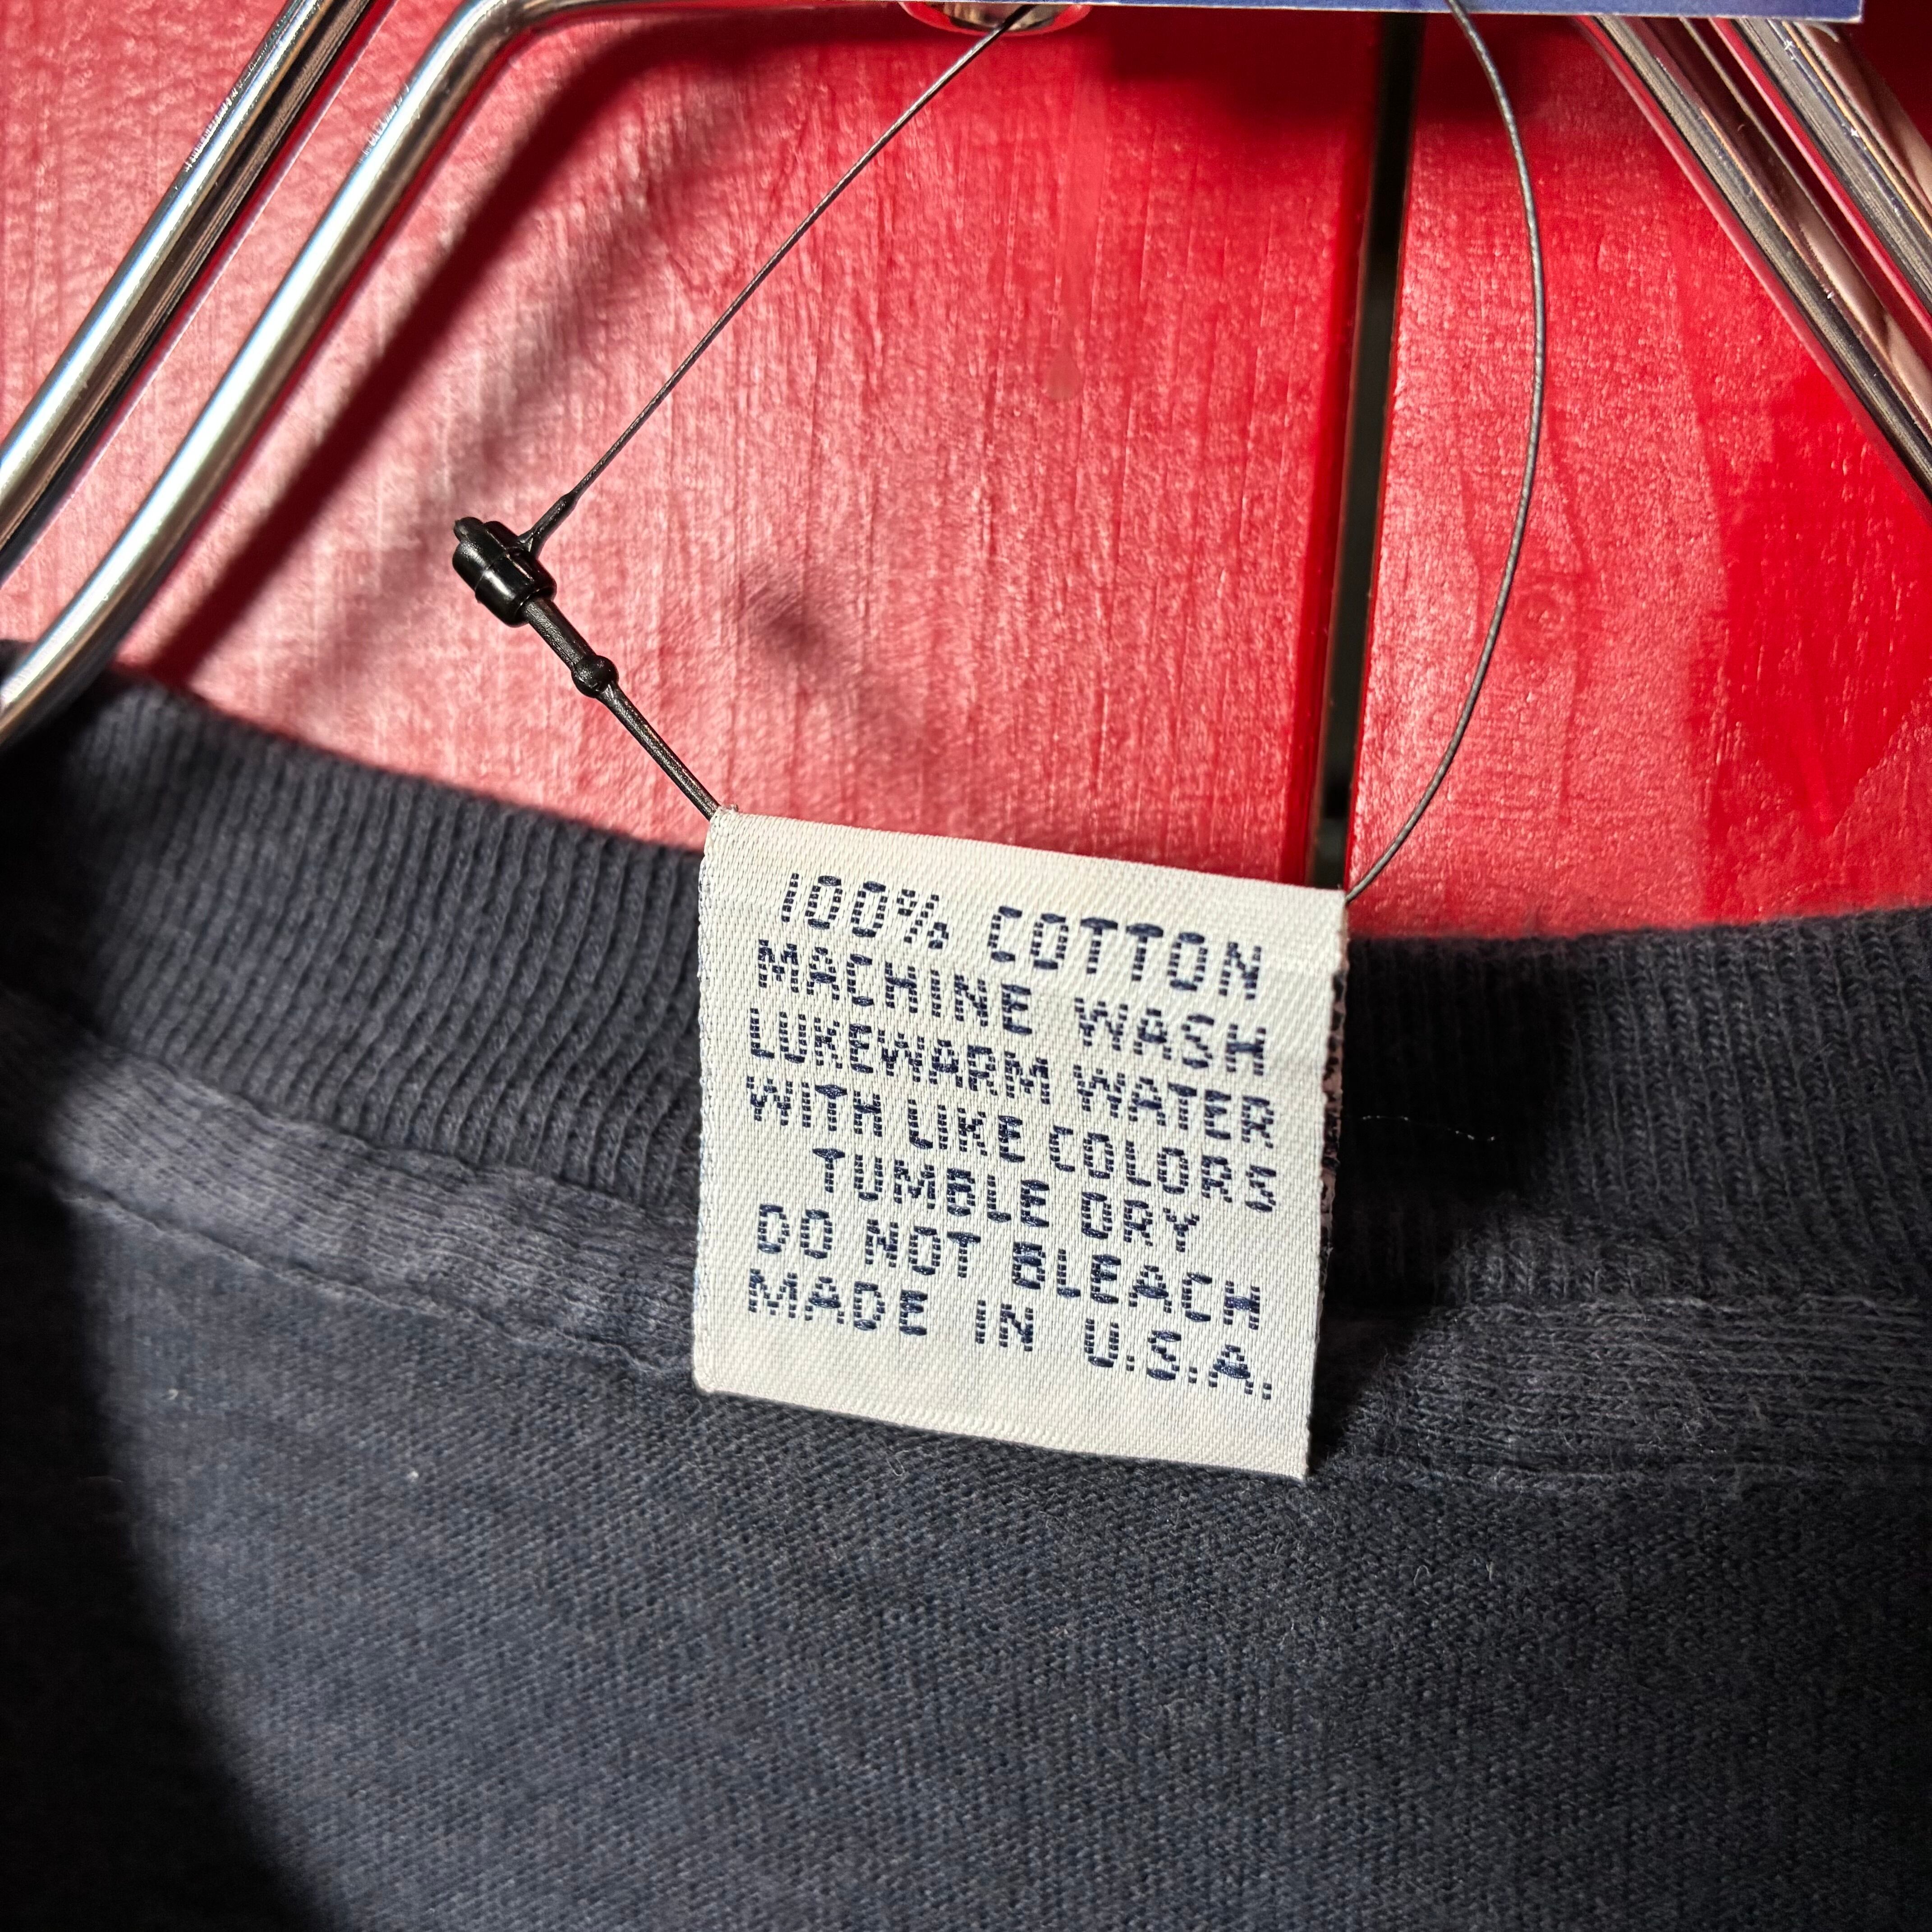 100% COTTON
MACHINE WASH
LUKEWARM WATER
WITH LIKE COLORS
TUMBLE DRY
DO NOT BLEACH
MADE IN U.S.A.